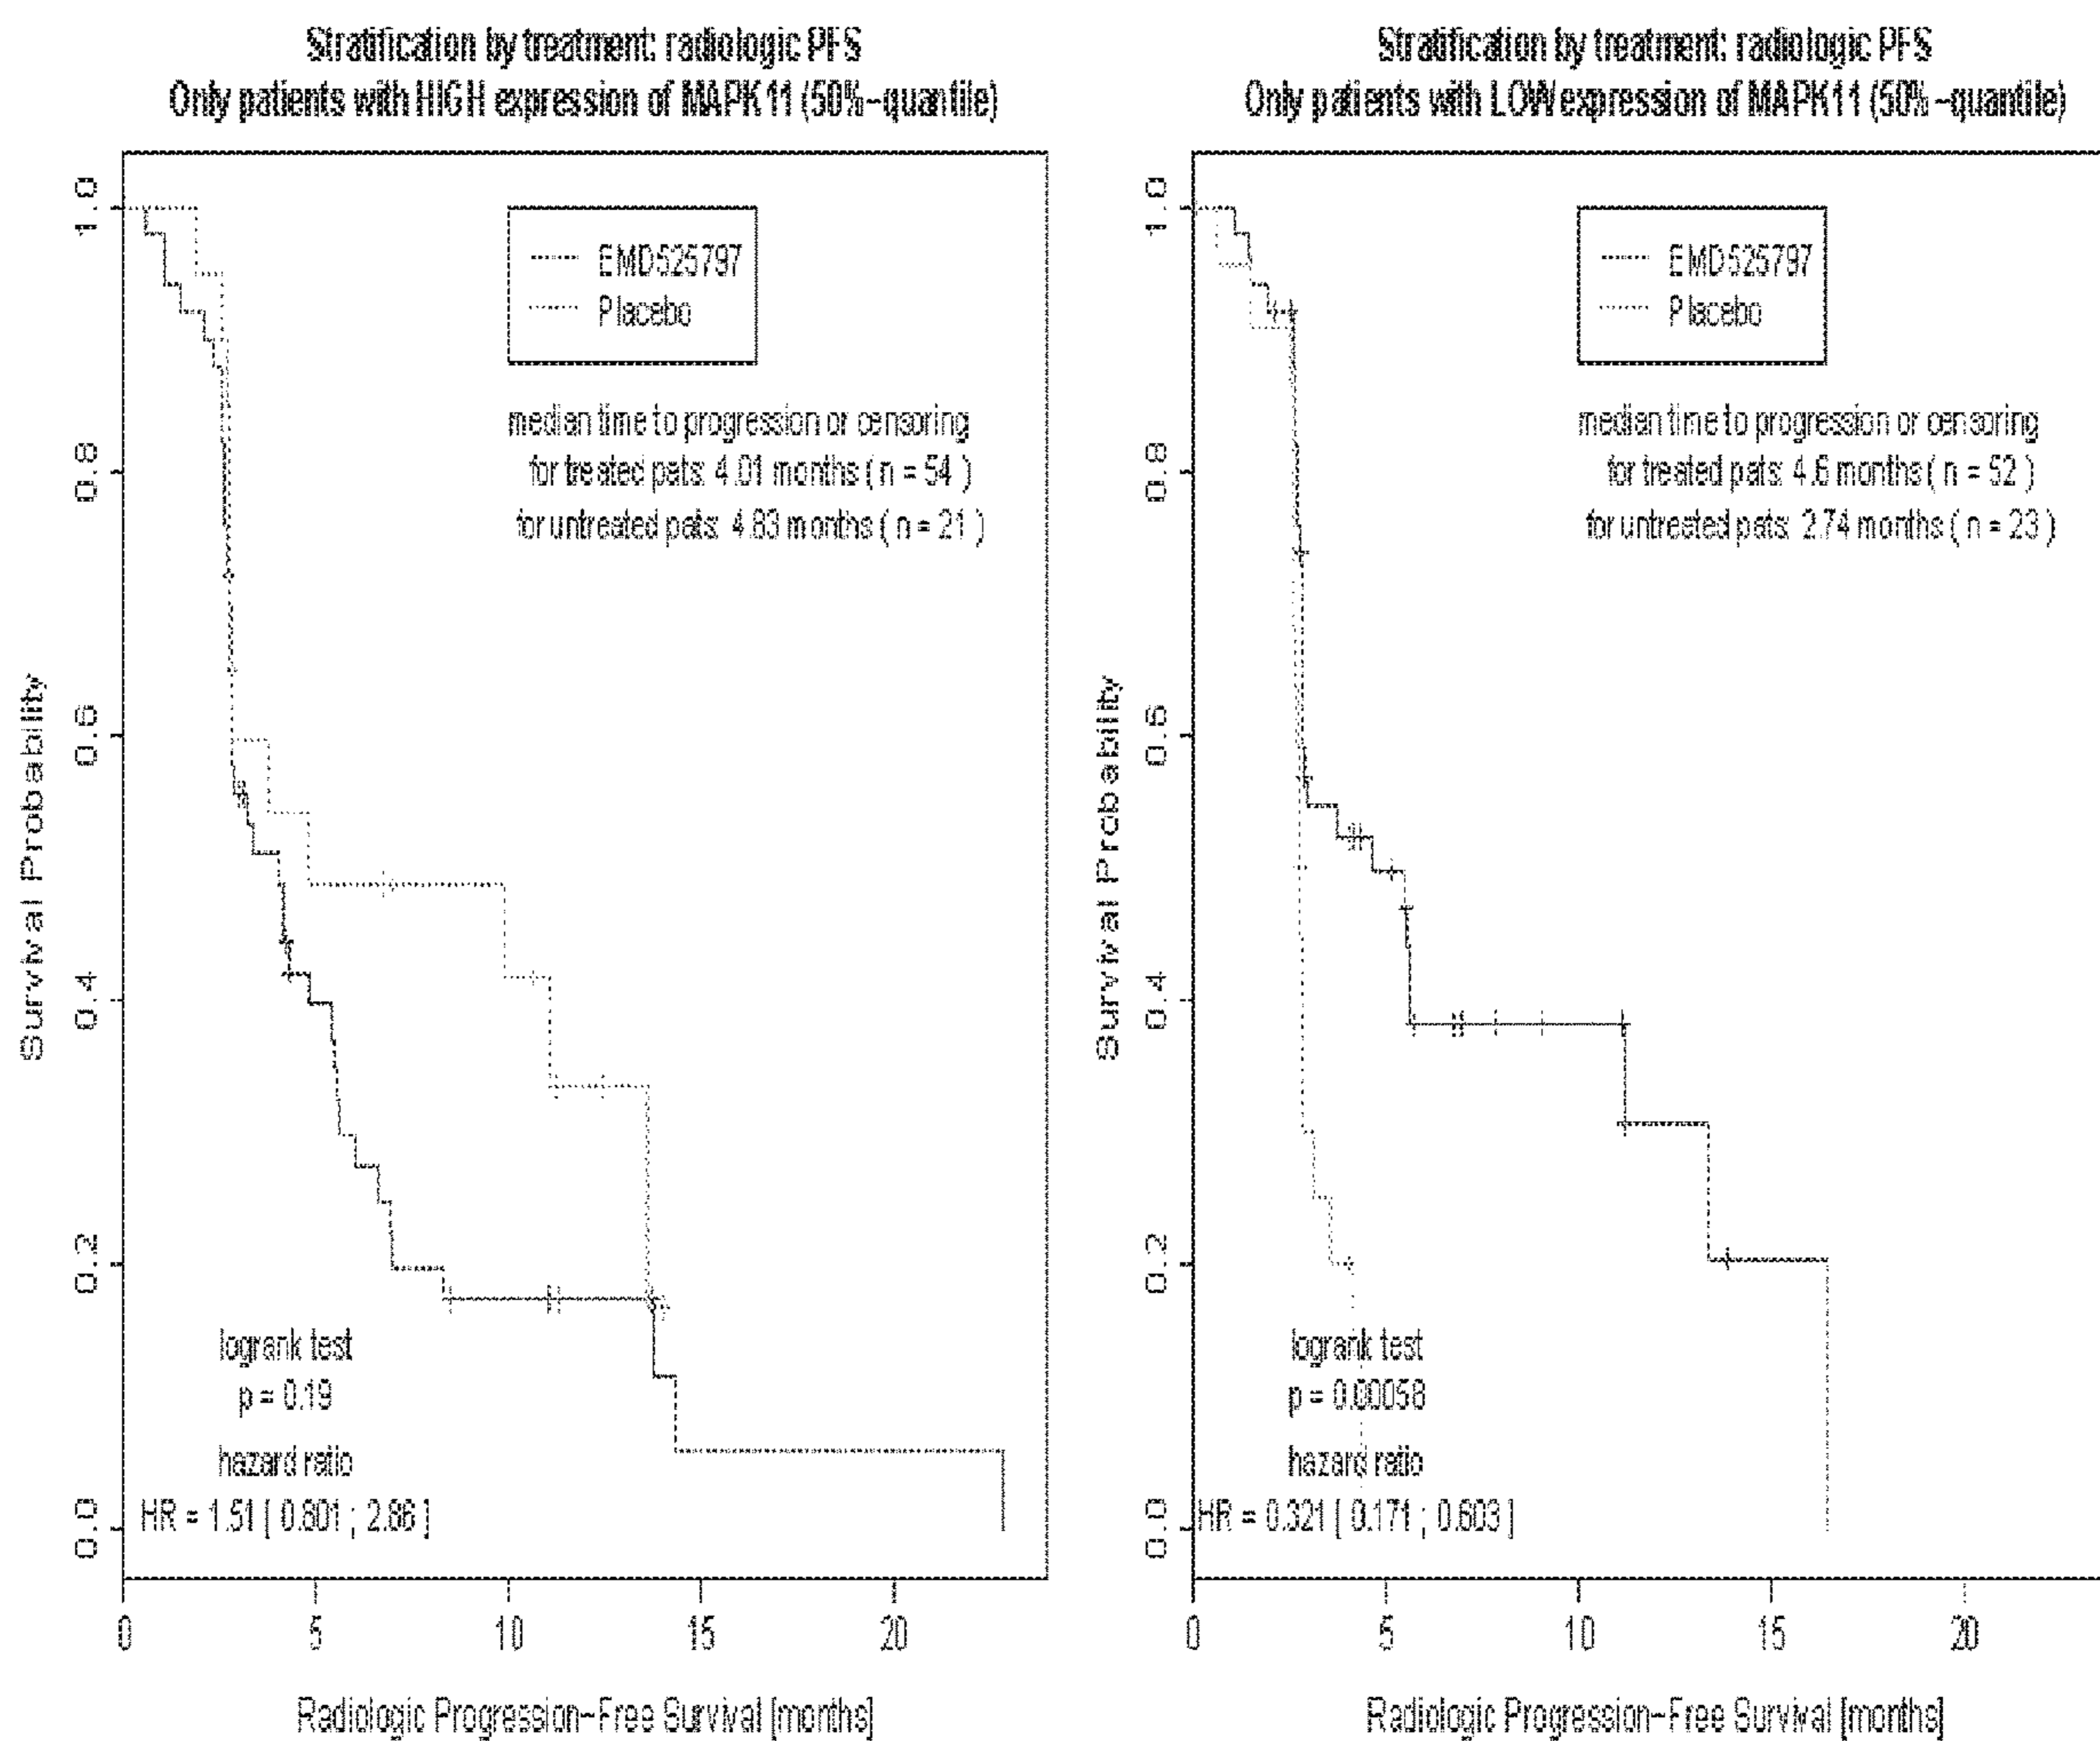 Stratification by treatment: radiologic PFS
Only patients with HIGH expression of MAPK11 (50%-quantile)
1.0
0.8
0.6
0.4
0.2
0.0
Survival Probability
EMD525797
Placebo
median time to progression or censoring
for treated pats: 4.01 months ( n = 54 )
for untreated pats: 4.83 months ( n = 21 )
logrank test
p = 0.19
hazard ratio
HR = 1.51 [ 0.801 ; 2.86 ]
0 5 10 15 20
Radiologic Progression-Free Survival [months]
Stratification by treatment: radiologic PFS
Only patients with LOW expression of MAPK11 (50%-quantile)
1.0
0.8
0.6
0.4
0.2
0.0
Survival Probability
EMD525797
Placebo
median time to progression or censoring
for treated pats: 4.6 months ( n = 52 )
for untreated pats: 2.74 months ( n = 23 )
logrank test
p = 0.00058
hazard ratio
HR = 0.321 [ 0.171 ; 0.603 ]
0 5 10 15 20
Radiologic Progression-Free Survival [months]